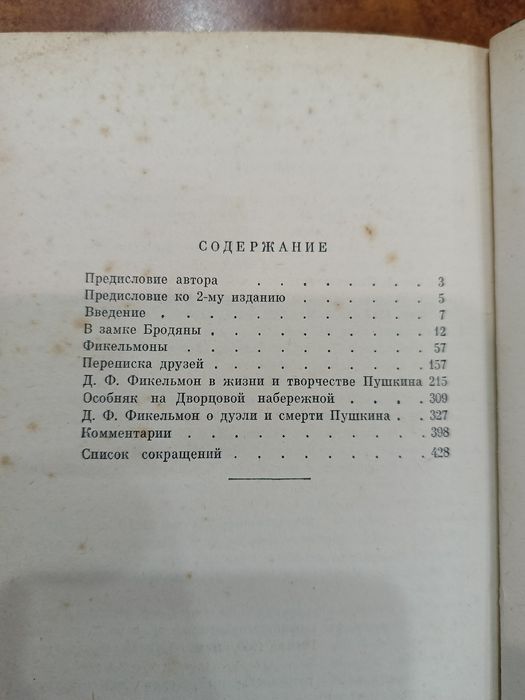 СОДЕРЖАНИЕ
Предисловие автора . . . . . . . 3
Предисловие ко 2-му изданию . . . . . . 5
Введение . . . . . . . . . . 7
В замке Бродяны . . . . . . . . . 12
Фикельмоны . . . . . . . . . 57
Переписка друзей . . . . . . . . . 157
Д. Ф. Фикельмон в жизни и творчестве Пушкина 215
Особняк на Дворцовой набережной . . . . 309
Д. Ф. Фикельмон о дуэли и смерти Пушкина . . 327
Комментарии . . . . . . . . . 398
Список сокращений . . . . . . . . 428